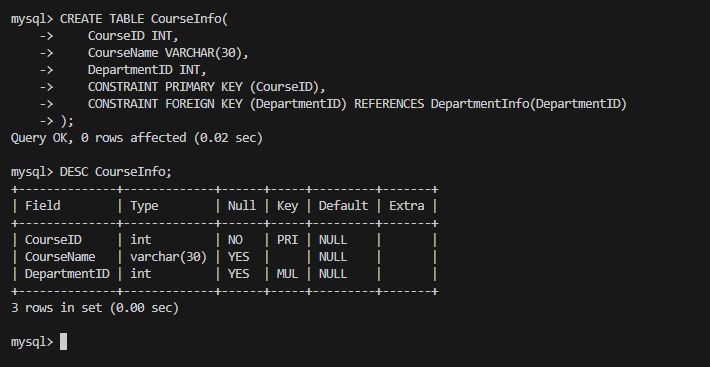 mysql> CREATE TABLE CourseInfo(
    ->     CourseID INT,
    ->     CourseName VARCHAR(30),
    ->     DepartmentID INT,
    ->     CONSTRAINT PRIMARY KEY (CourseID),
    ->     CONSTRAINT FOREIGN KEY (DepartmentID) REFERENCES DepartmentInfo(DepartmentID)
    -> );
Query OK, 0 rows affected (0.02 sec)

mysql> DESC CourseInfo;
+--------------+-------------+------+-----+---------+-------+
| Field        | Type        | Null | Key | Default | Extra |
+--------------+-------------+------+-----+---------+-------+
| CourseID     | int         | NO   | PRI | NULL    |       |
| CourseName   | varchar(30) | YES  |     | NULL    |       |
| DepartmentID | int         | YES  | MUL | NULL    |       |
+--------------+-------------+------+-----+---------+-------+
3 rows in set (0.00 sec)

mysql>